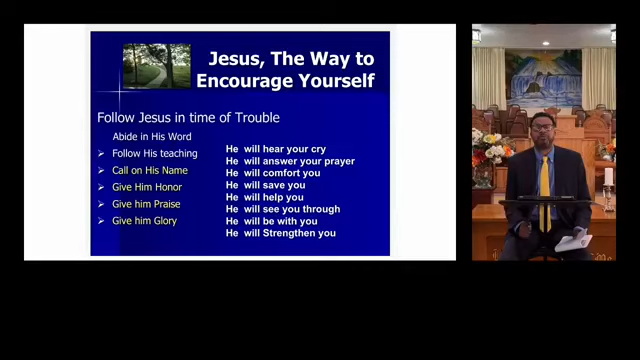 Jesus, The Way to
Encourage Yourself
Follow Jesus in time of Trouble
Abide in His Word
➢ Follow His teaching
➢ Call on His Name
➢ Give Him Honor
➢ Give him Praise
➢ Give him Glory
He will hear your cry
He will answer your prayer
He will comfort you
He will save you
He will help you
He will see you through
He will be with you
He will Strengthen you